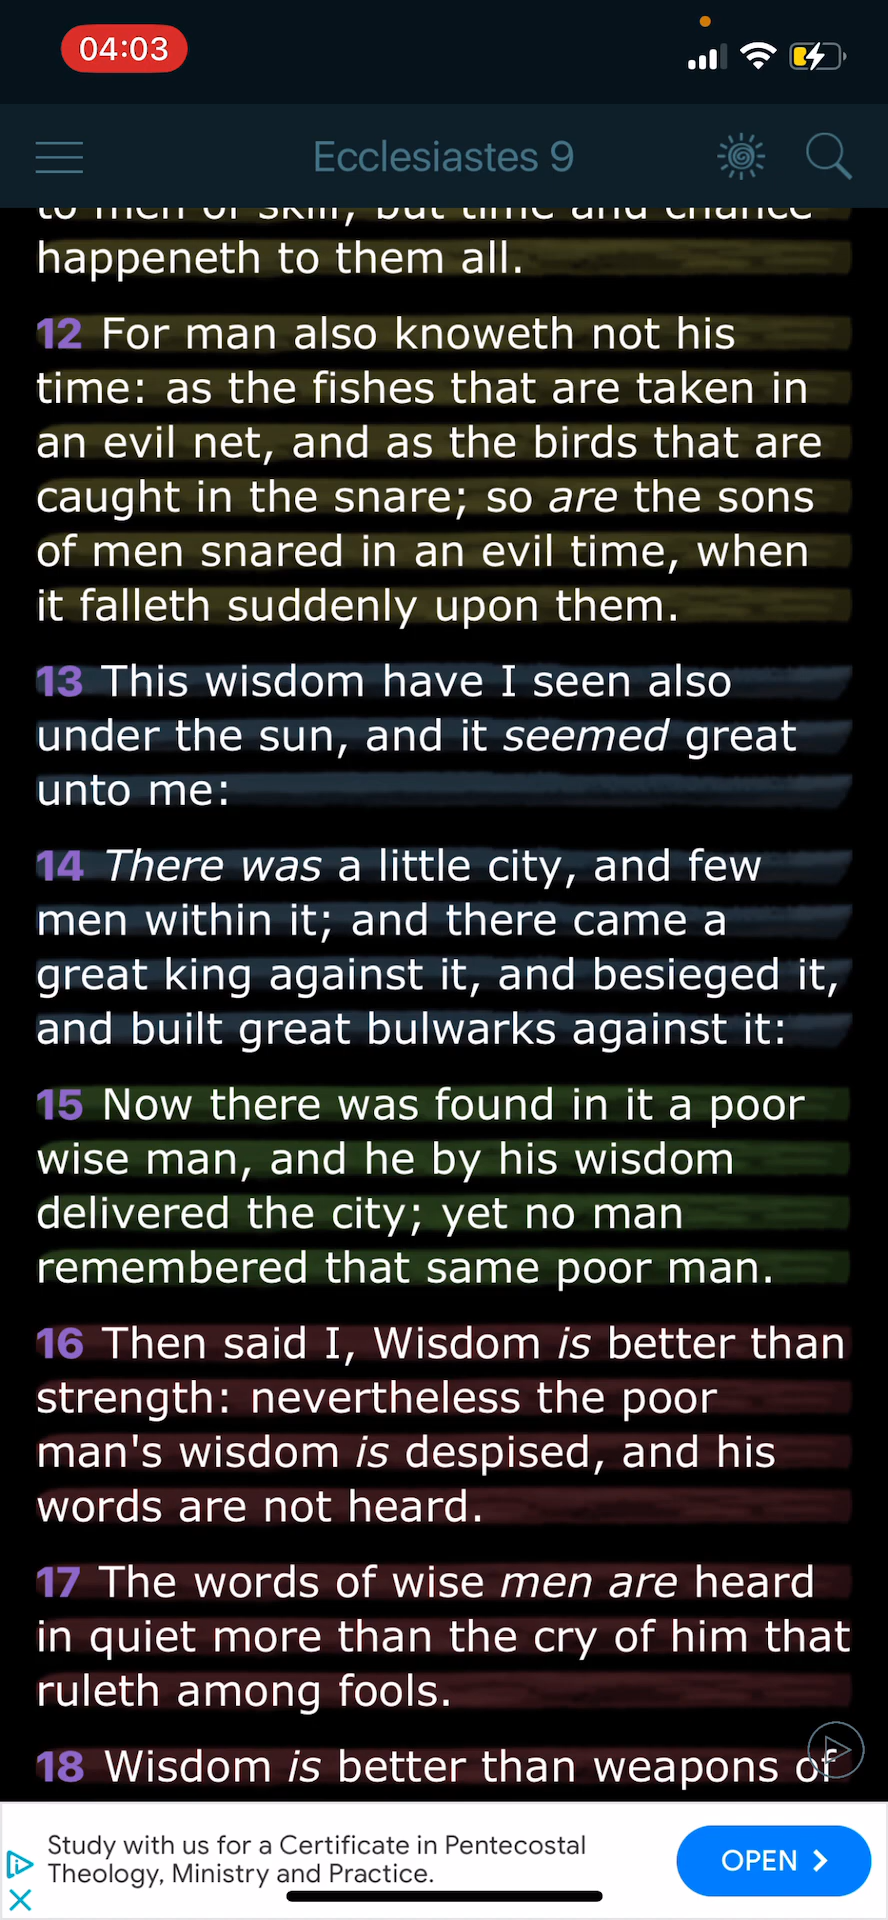 04:03
Ecclesiastes 9
to men of skill, but time and chance
happeneth to them all.
12 For man also knoweth not his
time: as the fishes that are taken in
an evil net, and as the birds that are
caught in the snare; so are the sons
of men snared in an evil time, when
it falleth suddenly upon them.
13 This wisdom have I seen also
under the sun, and it seemed great
unto me:
14 There was a little city, and few
men within it; and there came a
great king against it, and besieged it,
and built great bulwarks against it:
15 Now there was found in it a poor
wise man, and he by his wisdom
delivered the city; yet no man
remembered that same poor man.
16 Then said I, Wisdom is better than
strength: nevertheless the poor
man's wisdom is despised, and his
words are not heard.
17 The words of wise men are heard
in quiet more than the cry of him that
ruleth among fools.
18 Wisdom is better than weapons of
Study with us for a Certificate in Pentecostal
Theology, Ministry and Practice.
OPEN